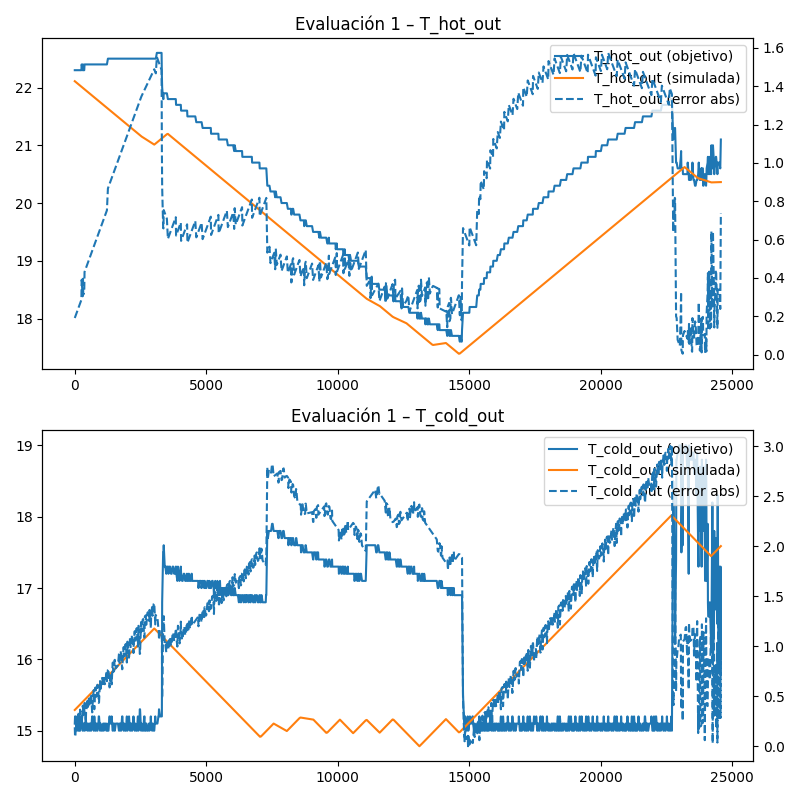 Evaluación 1 – T_hot_out
T_hot_out (objetivo)
T_hot_out (simulada)
T_hot_out (error abs)
22
21
20
19
18
1.6
1.4
1.2
1.0
0.8
0.6
0.4
0.2
0.0
0 5000 10000 15000 20000 25000
Evaluación 1 – T_cold_out
T_cold_out (objetivo)
T_cold_out (simulada)
T_cold_out (error abs)
19
18
17
16
15
3.0
2.5
2.0
1.5
1.0
0.5
0.0
0 5000 10000 15000 20000 25000